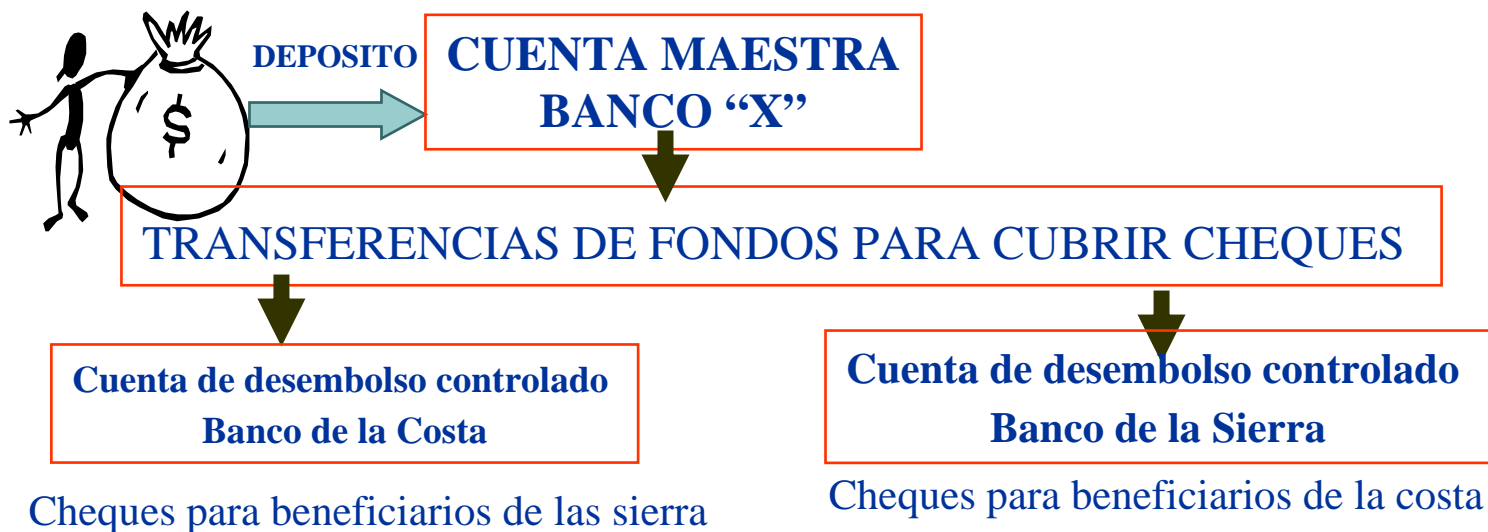 DEPOSITO
CUENTA MAESTRA
BANCO “X”
$
TRANSFERENCIAS DE FONDOS PARA CUBRIR CHEQUES
Cuenta de desembolso controlado
Banco de la Costa
Cheques para beneficiarios de las sierra
Cuenta de desembolso controlado
Banco de la Sierra
Cheques para beneficiarios de la costa